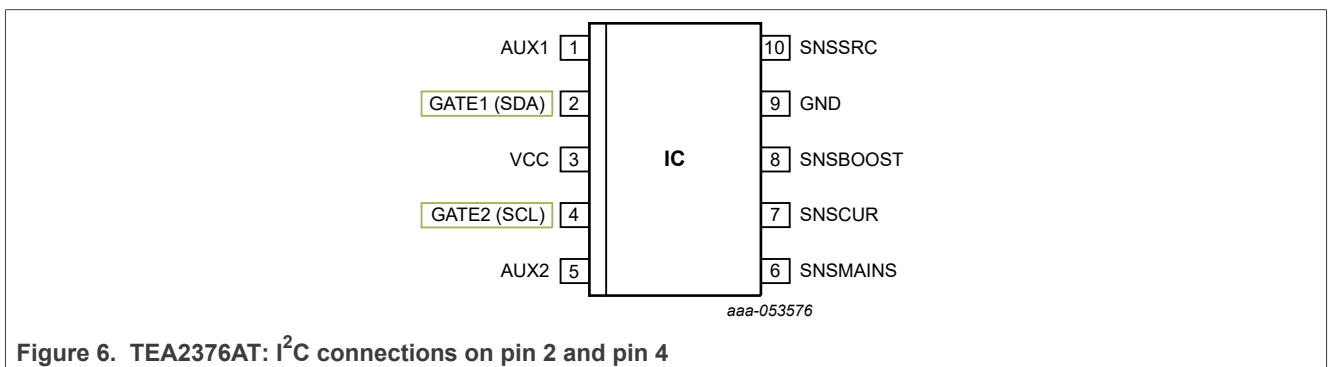 AUX1 1 10 SNSSRC
GATE1 (SDA) 2 9 GND
VCC 3 IC 8 SNSBOOST
GATE2 (SCL) 4 7 SNSCUR
AUX2 5 6 SNSMAINS
aaa-053576
Figure 6. TEA2376AT: I²C connections on pin 2 and pin 4